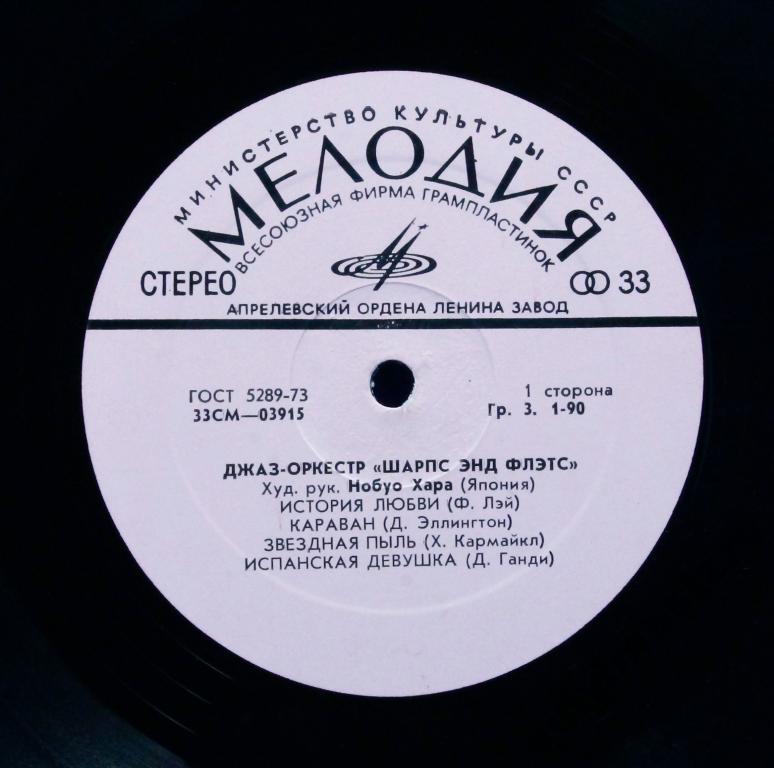 МИНИСТЕРСТВО КУЛЬТУРЫ СССР
МЕЛОДИЯ
ВСЕСОЮЗНАЯ ФИРМА ГРАМПЛАСТИНОК
СТЕРЕО 33
АПРЕЛЕВСКИЙ ОРДЕНА ЛЕНИНА ЗАВОД
ГОСТ 5289-73 1 сторона
33СМ—03915 Гр. 3. 1-90
ДЖАЗ-ОРКЕСТР «ШАРПС ЭНД ФЛЭТС»
Худ. рук. Нобуо Хара (Япония)
ИСТОРИЯ ЛЮБВИ (Ф. Лэй)
КАРАВАН (Д. Эллингтон)
ЗВЕЗДНАЯ ПЫЛЬ (Х. Кармайкл)
ИСПАНСКАЯ ДЕВУШКА (Д. Ганди)